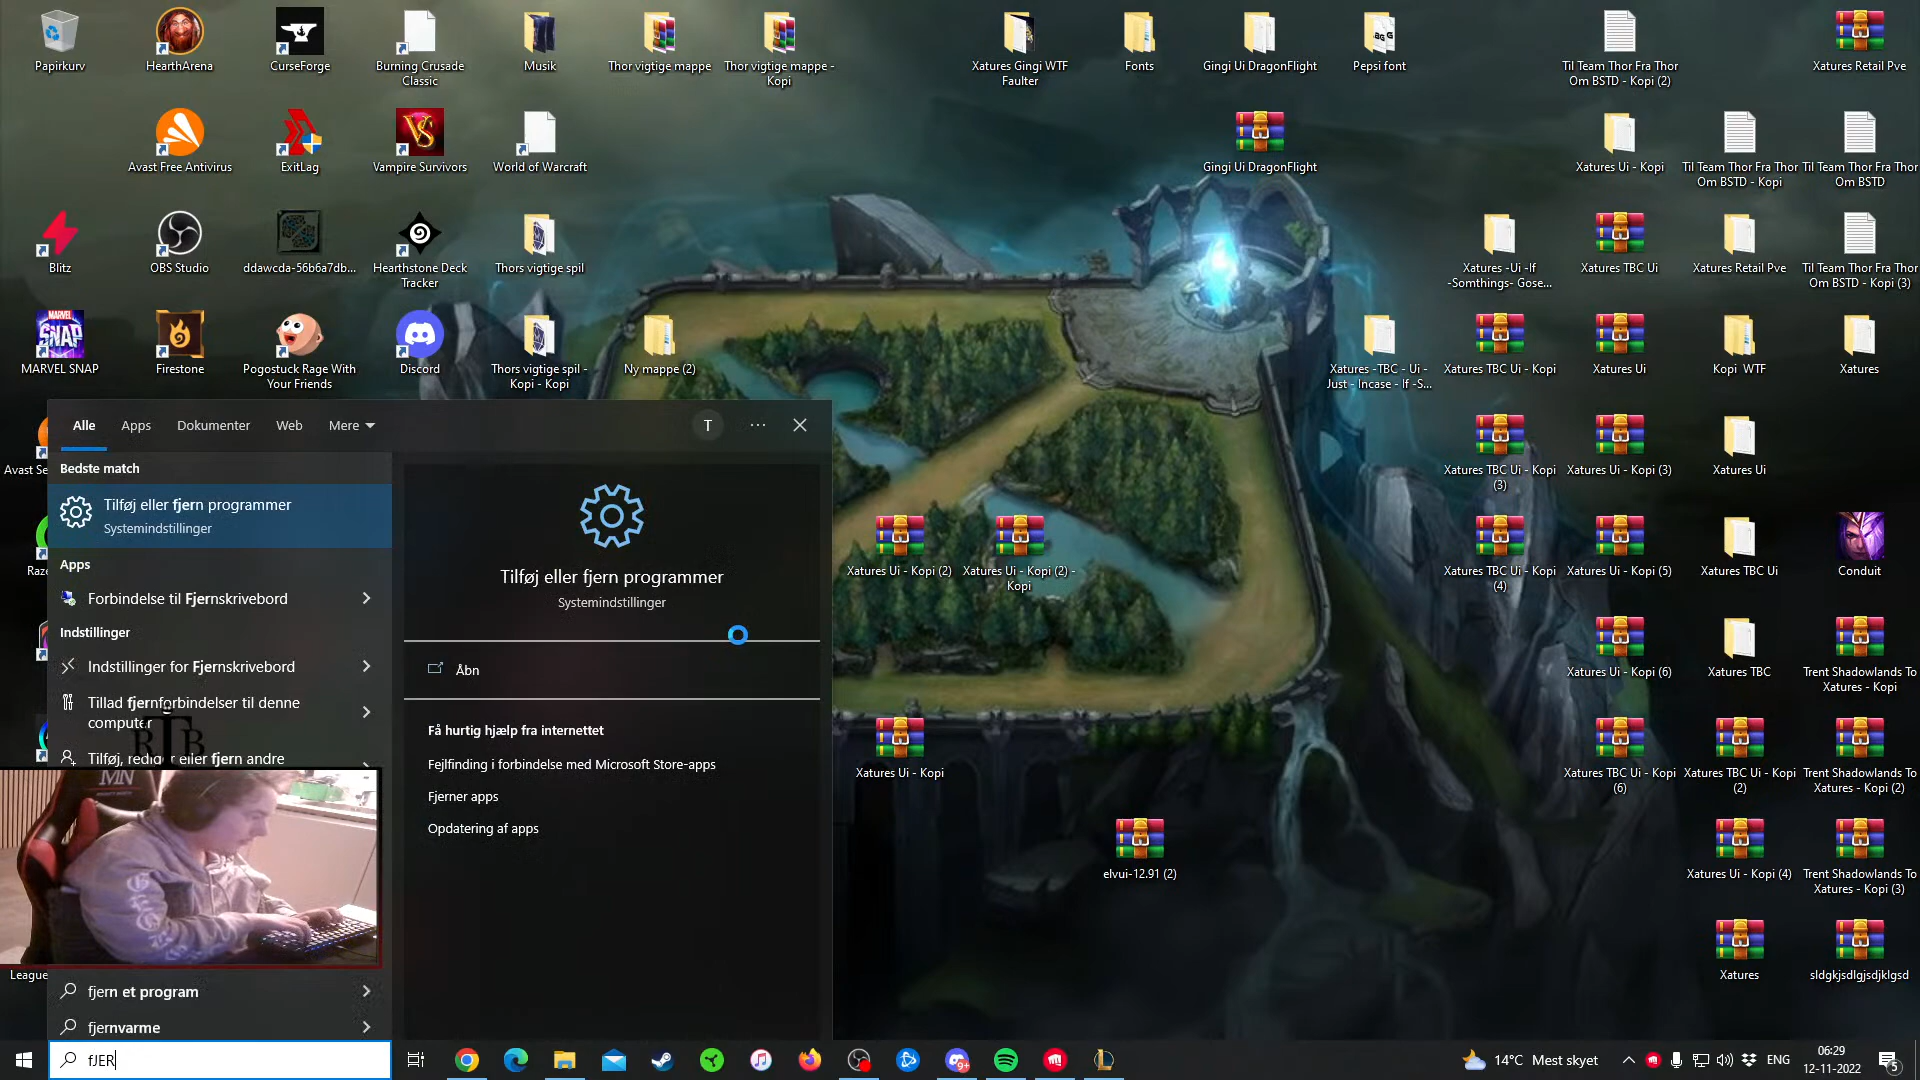 Papirkurv
HearthArena
CurseForge
Burning Crusade
Classic
Musik
Thor vigtige mappe
Thor vigtige mappe -
Kopi
Xatures Gingi WTF
Faulter
Fonts
Gingi Ui DragonFlight
Pepsi font
Til Team Thor Fra Thor
Om BSTD - Kopi (2)
Xatures Retail Pve
Avast Free Antivirus
ExitLag
Vampire Survivors
World of Warcraft
Gingi Ui DragonFlight
Xatures Ui - Kopi
Til Team Thor Fra Thor
Om BSTD - Kopi
Til Team Thor Fra Thor
Om BSTD
Blitz
OBS Studio
ddawcda-56b6a7db...
Hearthstone Deck
Tracker
Thors vigtige spil
Xatures -Ui -If
-Somthings- Gose...
Xatures TBC Ui
Xatures Retail Pve
Til Team Thor Fra Thor
Om BSTD - Kopi (3)
MARVEL SNAP
Firestone
Pogostuck Rage With
Your Friends
Discord
Thors vigtige spil -
Kopi - Kopi
Ny mappe (2)
Xatures -TBC - Ui -
Just - Incase - If -S...
Xatures TBC Ui - Kopi
Xatures Ui
Kopi WTF
Xatures
Avast Se
Xatures TBC Ui - Kopi
(3)
Xatures Ui - Kopi (3)
Xatures Ui
Raze
Xatures Ui - Kopi (2)
Xatures Ui - Kopi (2) -
Kopi
Xatures TBC Ui - Kopi
(4)
Xatures Ui - Kopi (5)
Xatures TBC Ui
Conduit
Xatures Ui - Kopi (6)
Xatures TBC
Trent Shadowlands To
Xatures - Kopi
Xatures Ui - Kopi
Xatures TBC Ui - Kopi
(6)
Xatures TBC Ui - Kopi
(2)
Trent Shadowlands To
Xatures - Kopi (2)
elvui-12.91 (2)
Xatures Ui - Kopi (4)
Trent Shadowlands To
Xatures - Kopi (3)
League
Xatures
sldgkjsdlgjsdjklgsd
Alle
Apps
Dokumenter
Web
Mere
T
Bedste match
Tilføj eller fjern programmer
Systemindstillinger
Apps
Forbindelse til Fjernskrivebord
Indstillinger
Indstillinger for Fjernskrivebord
Tillad fjernforbindelser til denne
computer
Tilføj, rediger eller fjern andre
fjern et program
fjernvarme
Tilføj eller fjern programmer
Systemindstillinger
Åbn
Få hurtig hjælp fra internettet
Fejlfinding i forbindelse med Microsoft Store-apps
Fjerner apps
Opdatering af apps
fJER
14°C Mest skyet
ENG
06:29
12-11-2022
5